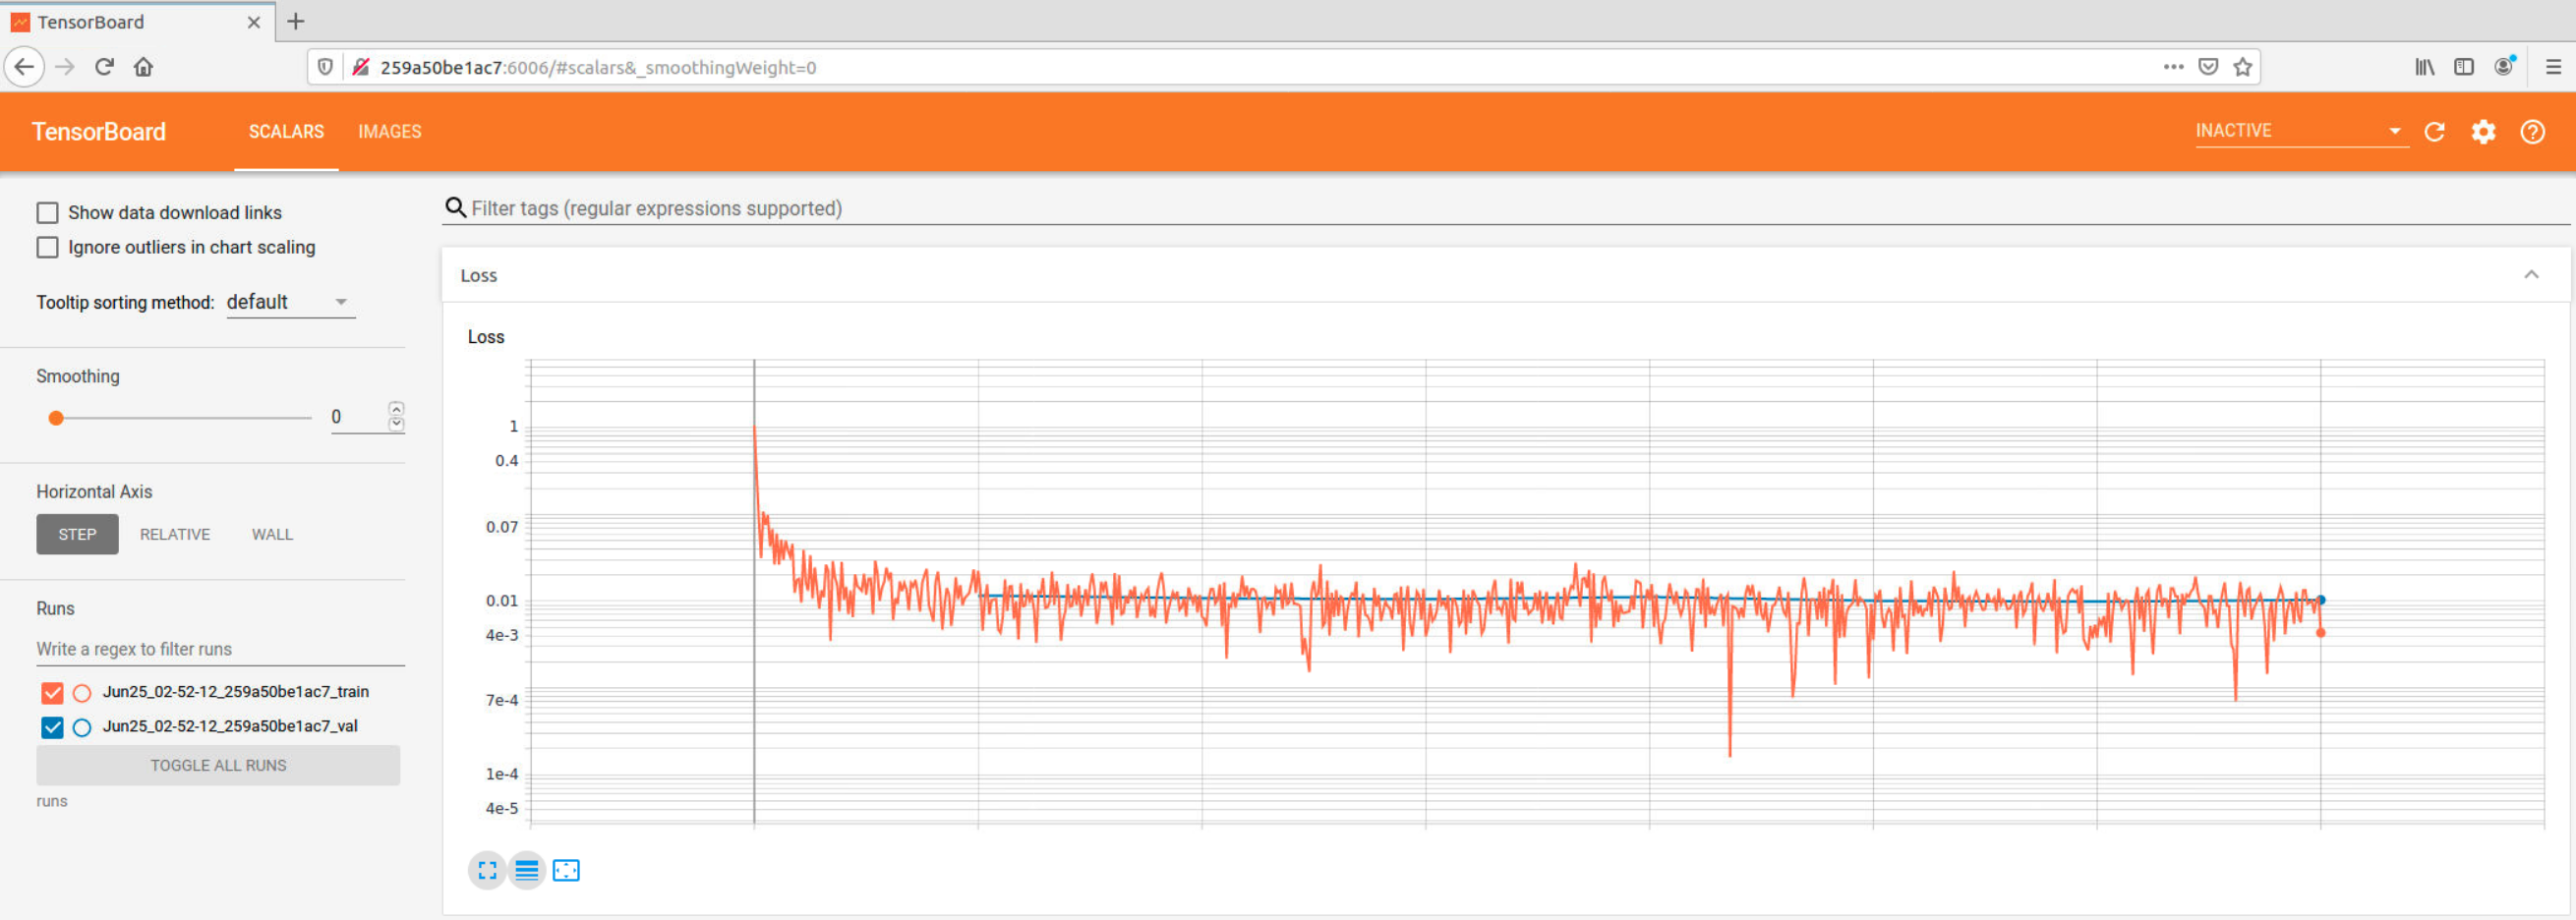 TensorBoard
259a50be1ac7:6006/#scalars&_smoothingWeight=0
TensorBoard SCALARS IMAGES INACTIVE
Show data download links
Ignore outliers in chart scaling
Tooltip sorting method: default
Smoothing
0
Horizontal Axis
STEP RELATIVE WALL
Runs
Write a regex to filter runs
Jun25_02-52-12_259a50be1ac7_train
Jun25_02-52-12_259a50be1ac7_val
TOGGLE ALL RUNS
runs
Filter tags (regular expressions supported)
Loss
Loss
1
0.4
0.07
0.01
4e-3
7e-4
1e-4
4e-5